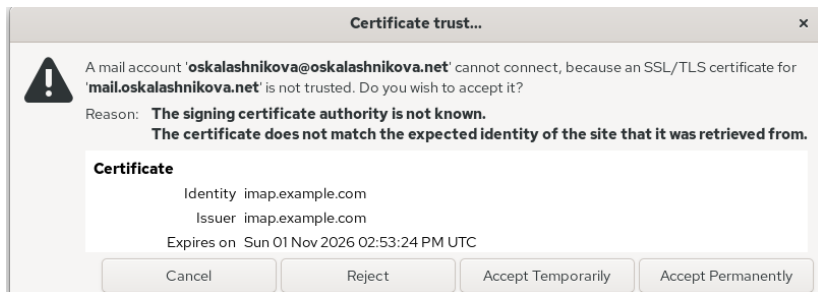 Certificate trust...
×
A mail account 'oskalashnikova@oskalashnikova.net' cannot connect, because an SSL/TLS certificate for
'mail.oskalashnikova.net' is not trusted. Do you wish to accept it?
Reason: The signing certificate authority is not known.
The certificate does not match the expected identity of the site that it was retrieved from.
Certificate
Identity imap.example.com
Issuer imap.example.com
Expires on Sun 01 Nov 2026 02:53:24 PM UTC
Cancel Reject Accept Temporarily Accept Permanently